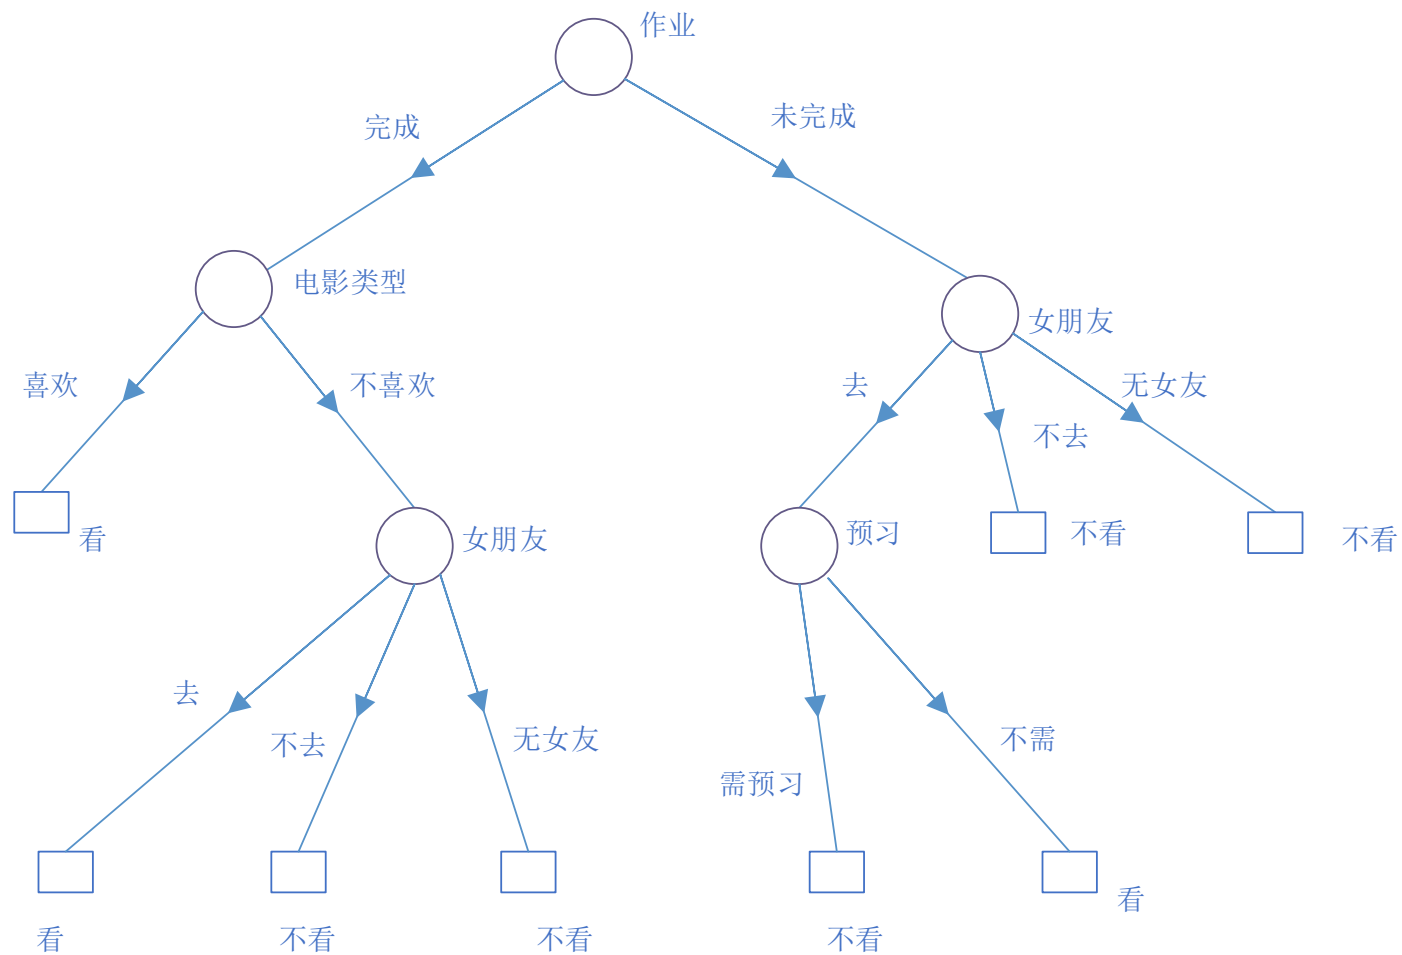 作业
完成
未完成
电影类型
女朋友
喜欢
不喜欢
去
不去
无女友
看
女朋友
预习
不看
不看
去
不去
无女友
需预习
不需
看
不看
不看
不看
看